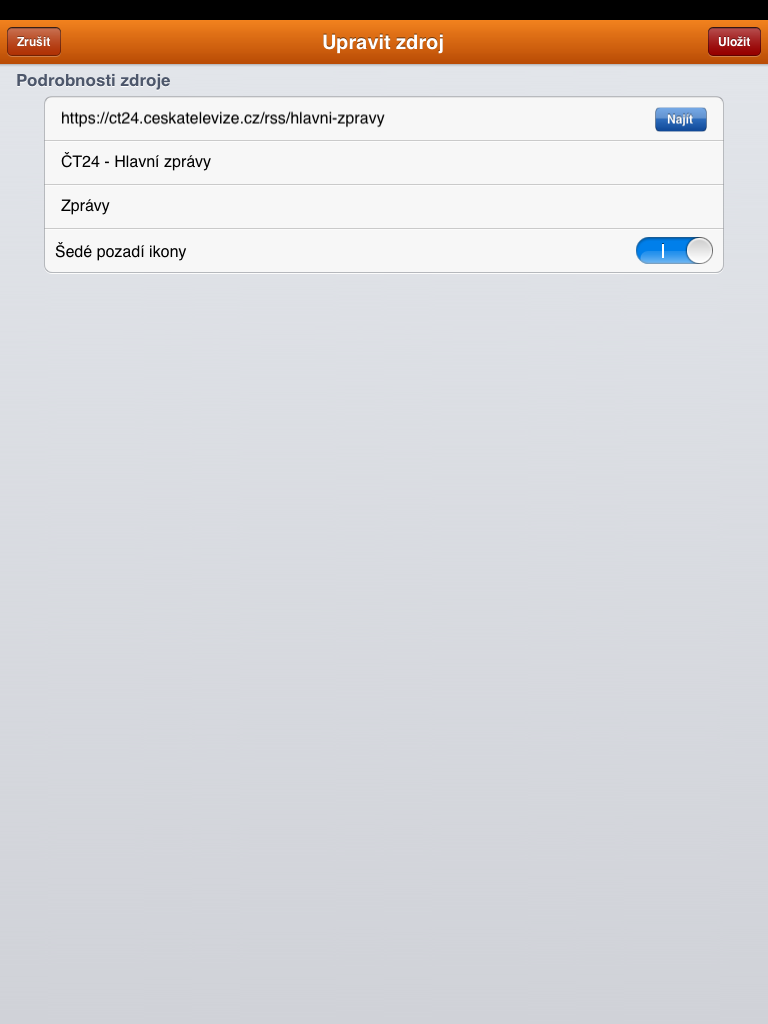 Zrušit
Upravit zdroj
Uložit
Podrobnosti zdroje
https://ct24.ceskatelevize.cz/rss/hlavni-zpravy
Najít
ČT24 - Hlavní zprávy
Zprávy
Šedé pozadí ikony